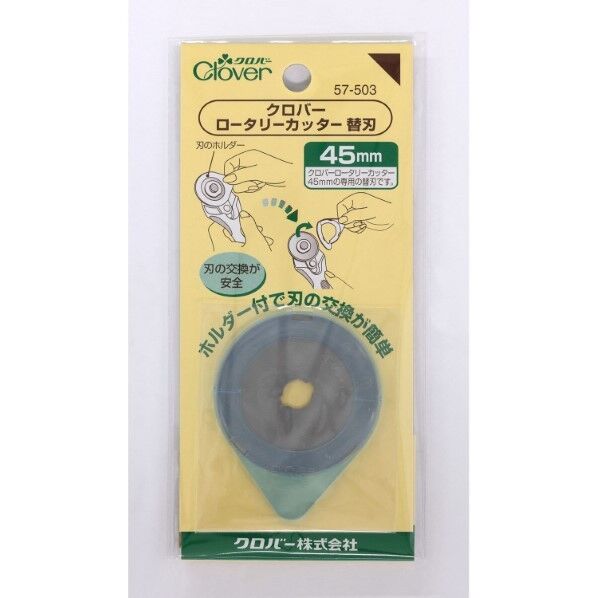 クロバー
Clover
57-503
クロバー
ロータリーカッター 替刃
刃のホルダー
45mm
クロバーロータリーカッター
45mmの専用の替刃です。
刃の交換が
安全
ホルダー付で刃の交換が簡単
クロバー株式会社